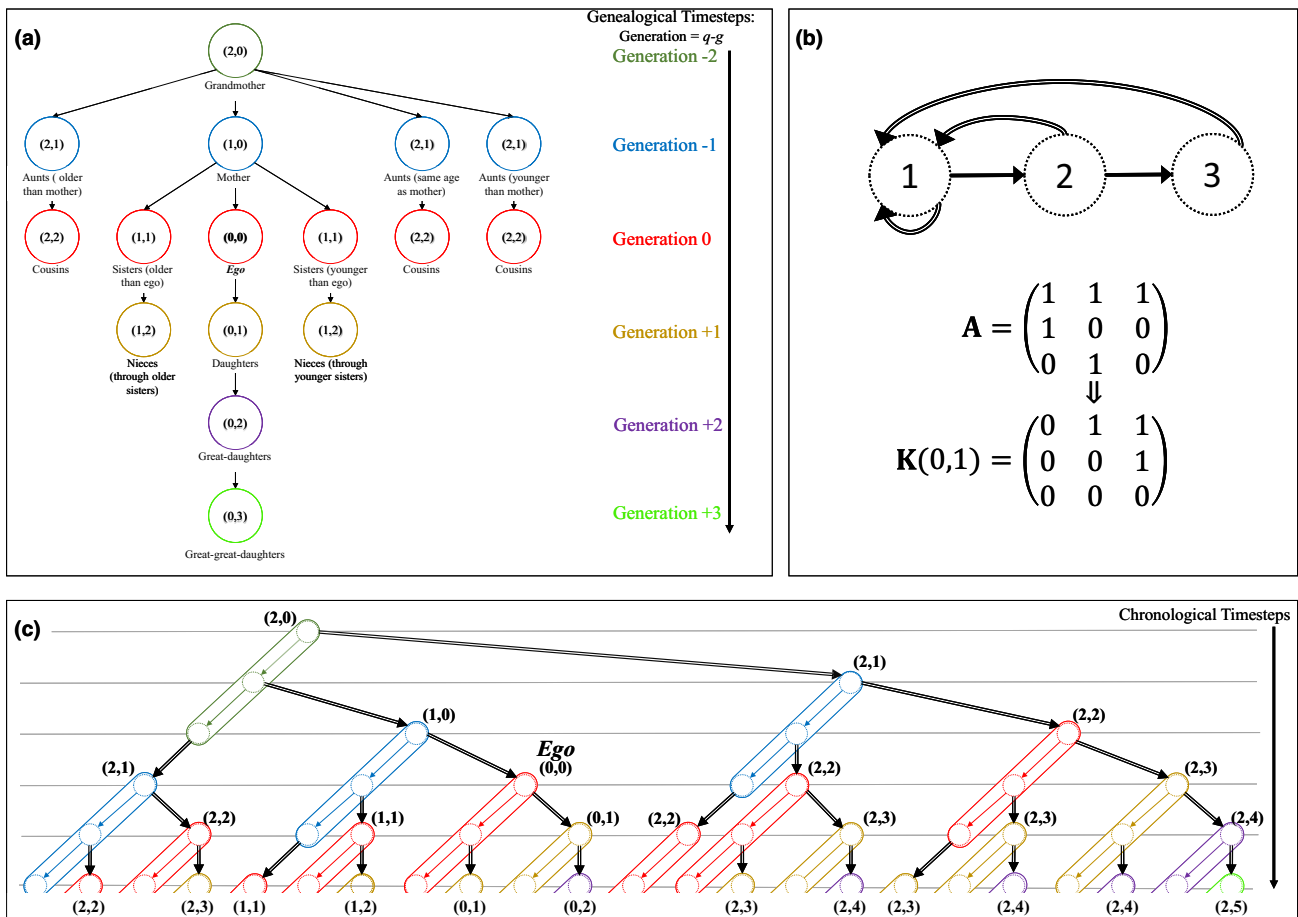 (a)
Genealogical Timesteps:
Generation = q-g
(2,0)
Generation -2
Grandmother
(2,1)
(1,0)
(2,1)
(2,1)
Generation -1
Aunts ( older
than mother)
Mother
Aunts (same age
as mother)
Aunts (younger
than mother)
(2,2)
(1,1)
(0,0)
(1,1)
(2,2)
(2,2)
Generation 0
Cousins
Sisters (older
than ego)
Ego
Sisters (younger
than ego)
Cousins
Cousins
(1,2)
(0,1)
(1,2)
Generation +1
Nieces
(through older
sisters)
Daughters
Nieces (through
younger sisters)
(0,2)
Generation +2
Great-daughters
(0,3)
Generation +3
Great-great-daughters
(b)
1
2
3
A = (1 1 1
1 0 0
0 1 0)
⇓
K(0,1) = (0 1 1
0 0 1
0 0 0)
(c)
Chronological Timesteps
(2,0)
(2,1)
(1,0)
(2,2)
Ego
(2,1)
(0,0)
(2,2)
(2,3)
(2,2)
(1,1)
(0,1)
(2,2)
(2,3)
(2,3)
(2,4)
(2,2)
(2,3)
(1,1)
(1,2)
(0,1)
(0,2)
(2,3)
(2,4)
(2,3)
(2,4)
(2,4)
(2,5)